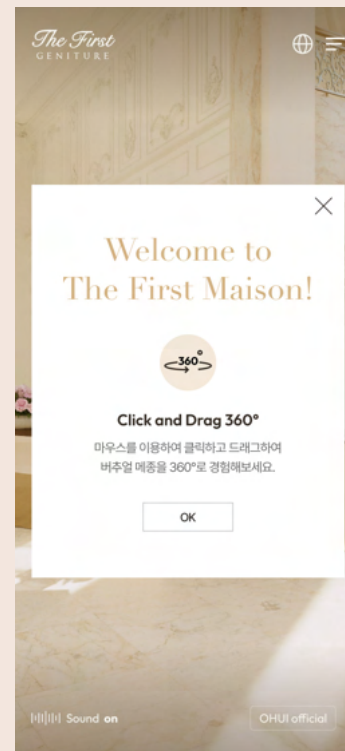 The First
GENITURE
Welcome to
The First Maison!
360°
Click and Drag 360°
마우스를 이용하여 클릭하고 드래그하여
버추얼 메종을 360°로 경험해보세요.
OK
Sound on
OHUI official